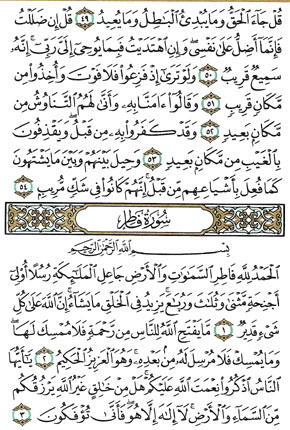 قُلْ جَآءَ ٱلْحَقُّ وَمَا يُبْدِئُ ٱلْبَٰطِلُ وَمَا يُعِيدُ ٤٩ قُلْ إِن ضَلَلْتُ
فَإِنَّمَآ أَضِلُّ عَلَىٰ نَفْسِى وَإِنِ ٱهْتَدَيْتُ فَبِمَا يُوحِىٓ إِلَىَّ رَبِّىٓ إِنَّهُۥ
سَمِيعٌ قَرِيبٌ ٥٠ وَلَوْ تَرَىٰٓ إِذْ فَزِعُوا۟ فَلَا فَوْتَ وَأُخِذُوا۟ مِن
مَّكَانٍ قَرِيبٍ ٥١ وَقَالُوٓا۟ ءَامَنَّا بِهِۦ وَأَنَّىٰ لَهُمُ ٱلتَّنَاوُشُ مِن
مَّكَانٍۭ بَعِيدٍ ٥٢ وَقَدْ كَفَرُوا۟ بِهِۦ مِن قَبْلُ وَيَقْذِفُونَ
بِٱلْغَيْبِ مِن مَّكَانٍۭ بَعِيدٍ ٥٣ وَحِيلَ بَيْنَهُمْ وَبَيْنَ مَا يَشْتَهُونَ
كَمَا فُعِلَ بِأَشْيَاعِهِم مِّن قَبْلُ إِنَّهُمْ كَانُوا۟ فِى شَكٍّ مُّرِيبٍۭ ٥٤
سُورَةُ فَاطِرٍ
بِسْمِ ٱللَّهِ ٱلرَّحْمَٰنِ ٱلرَّحِيمِ
ٱلْحَمْدُ لِلَّهِ فَاطِرِ ٱلسَّمَٰوَٰتِ وَٱلْأَرْضِ جَاعِلِ ٱلْمَلَٰٓئِكَةِ رُسُلًا أُو۟لِىٓ
أَجْنِحَةٍ مَّثْنَىٰ وَثُلَٰثَ وَرُبَٰعَ يَزِيدُ فِى ٱلْخَلْقِ مَا يَشَآءُ إِنَّ ٱللَّهَ عَلَىٰ كُلِّ
شَىْءٍ قَدِيرٌ ١ مَّا يَفْتَحِ ٱللَّهُ لِلنَّاسِ مِن رَّحْمَةٍ فَلَا مُمْسِكَ لَهَا
وَمَا يُمْسِكْ فَلَا مُرْسِلَ لَهُۥ مِنۢ بَعْدِهِۦ وَهُوَ ٱلْعَزِيزُ ٱلْحَكِيمُ ٢ يَٰٓأَيُّهَا
ٱلنَّاسُ ٱذْكُرُوا۟ نِعْمَتَ ٱللَّهِ عَلَيْكُمْ هَلْ مِنْ خَٰلِقٍ غَيْرُ ٱللَّهِ يَرْزُقُكُم
مِّنَ ٱلسَّمَآءِ وَٱلْأَرْضِ لَآ إِلَٰهَ إِلَّا هُوَ فَأَنَّىٰ تُؤْفَكُونَ ٣